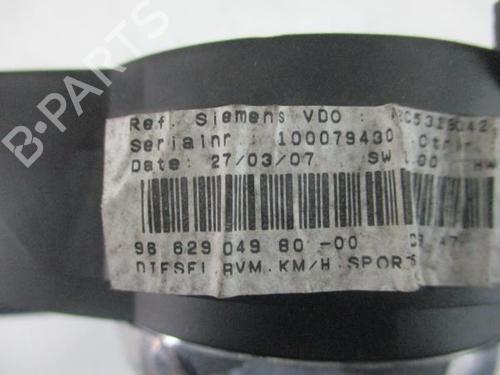 Ref. Siemens VDO :
Serialnr : 100079430
Date: 27/03/07 SW 1.00
96 629 049 80-00
DIESEL.RVM.KM/H.SPORT